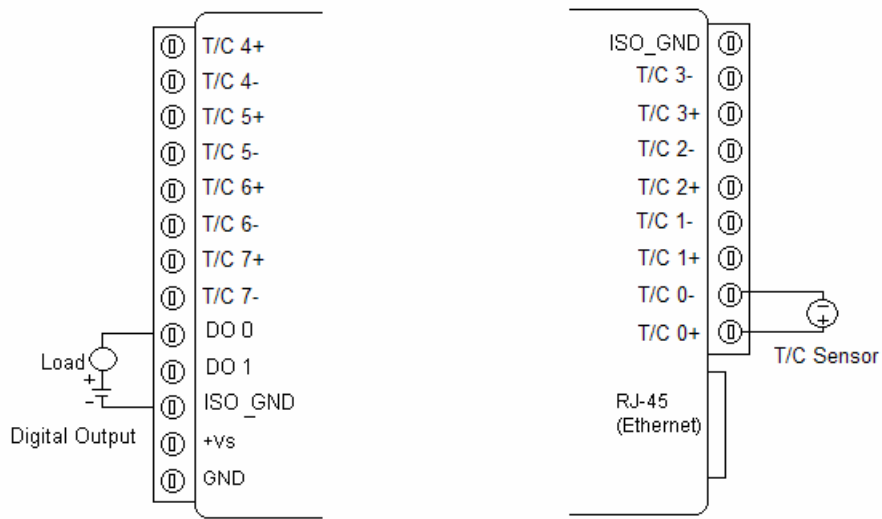 T/C 4+
T/C 4-
T/C 5+
T/C 5-
T/C 6+
T/C 6-
T/C 7+
T/C 7-
DO 0
DO 1
ISO_GND
+Vs
GND
Load
+
-
Digital Output
ISO_GND
T/C 3-
T/C 3+
T/C 2-
T/C 2+
T/C 1-
T/C 1+
T/C 0-
T/C 0+
-
+
T/C Sensor
RJ-45
(Ethernet)